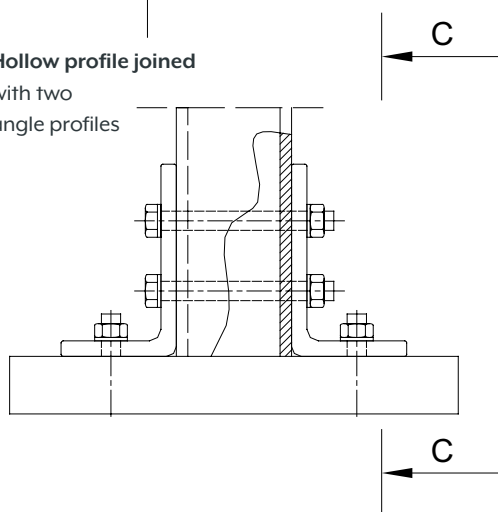 C
Hollow profile joined
with two
angle profiles
C